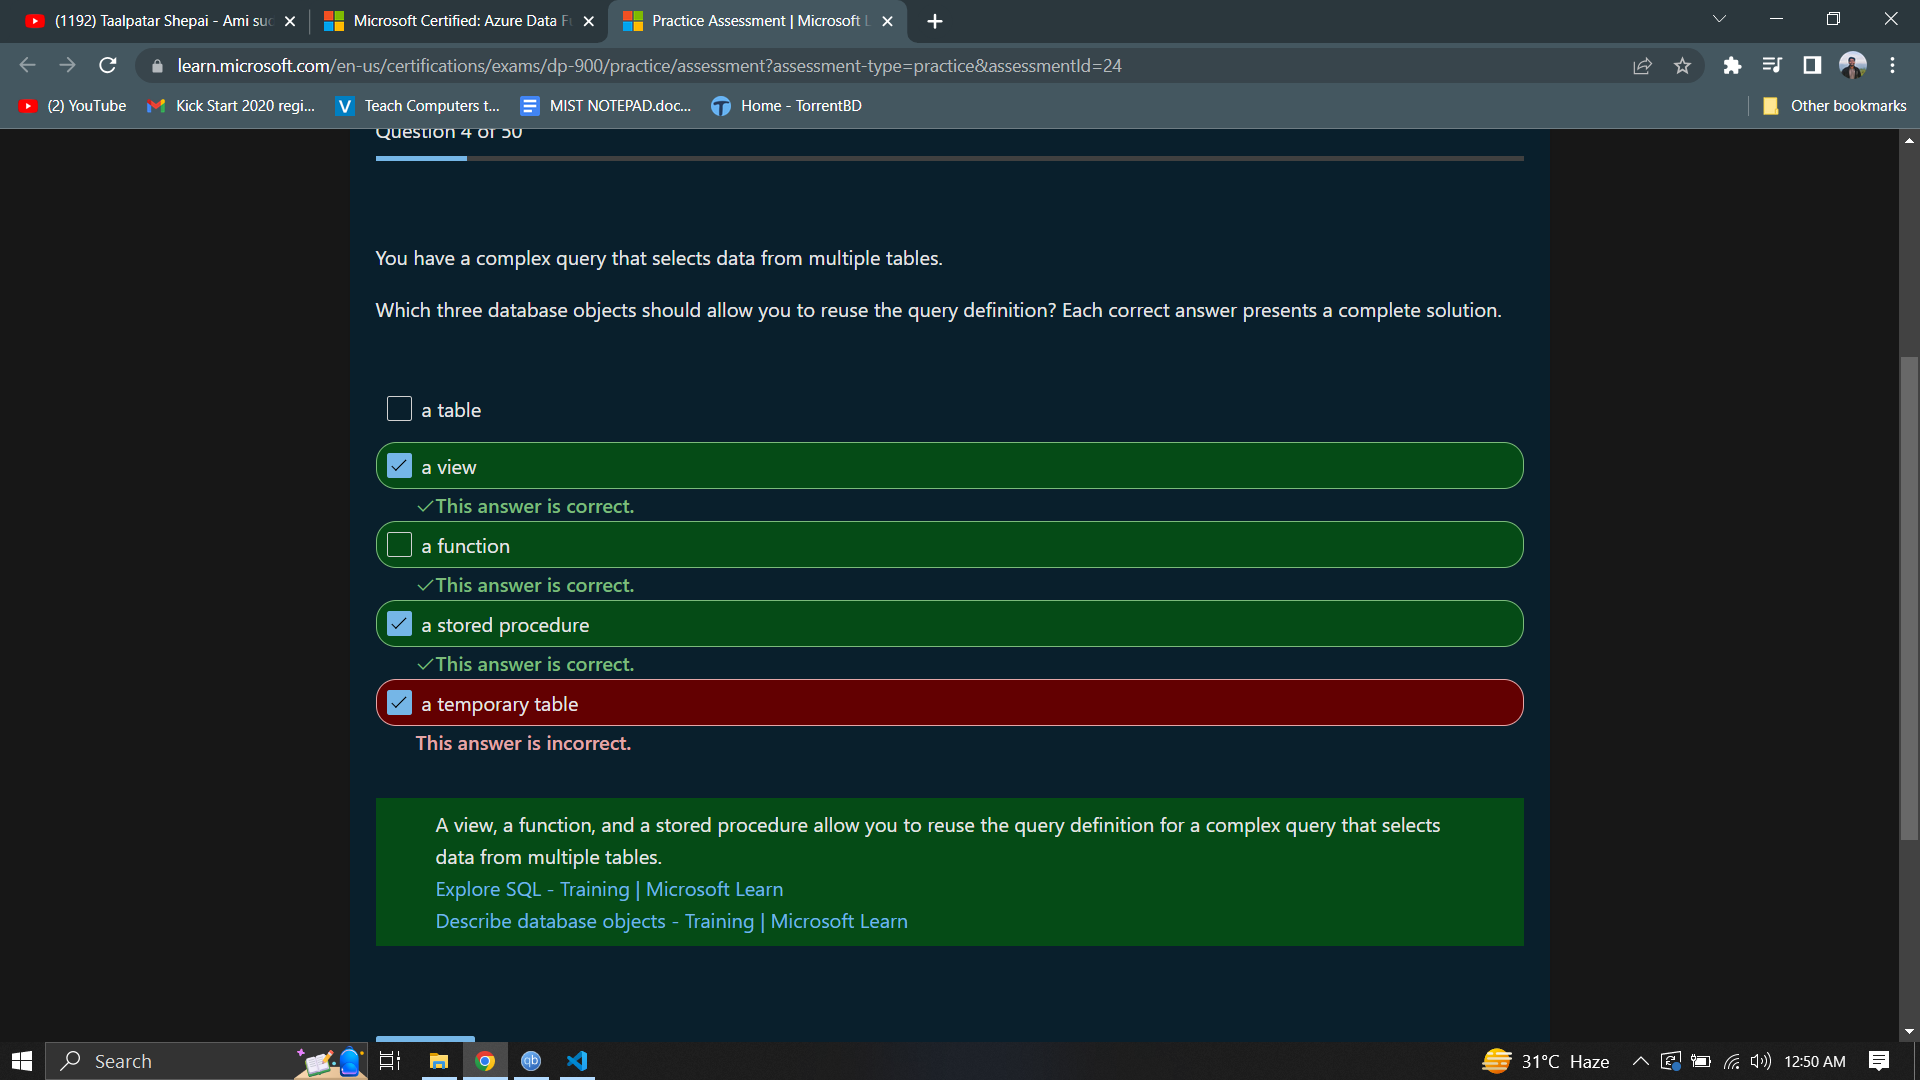 (1192) Taalpatar Shepai - Ami suc
Microsoft Certified: Azure Data F
Practice Assessment | Microsoft L
learn.microsoft.com/en-us/certifications/exams/dp-900/practice/assessment?assessment-type=practice&assessmentId=24
(2) YouTube
Kick Start 2020 regi...
Teach Computers t...
MIST NOTEPAD.doc...
Home - TorrentBD
Other bookmarks
Question 4 of 50
You have a complex query that selects data from multiple tables.
Which three database objects should allow you to reuse the query definition? Each correct answer presents a complete solution.
a table
a view
This answer is correct.
a function
This answer is correct.
a stored procedure
This answer is correct.
a temporary table
This answer is incorrect.
A view, a function, and a stored procedure allow you to reuse the query definition for a complex query that selects
data from multiple tables.
Explore SQL - Training | Microsoft Learn
Describe database objects - Training | Microsoft Learn
Search
qb
31°C Haze
12:50 AM